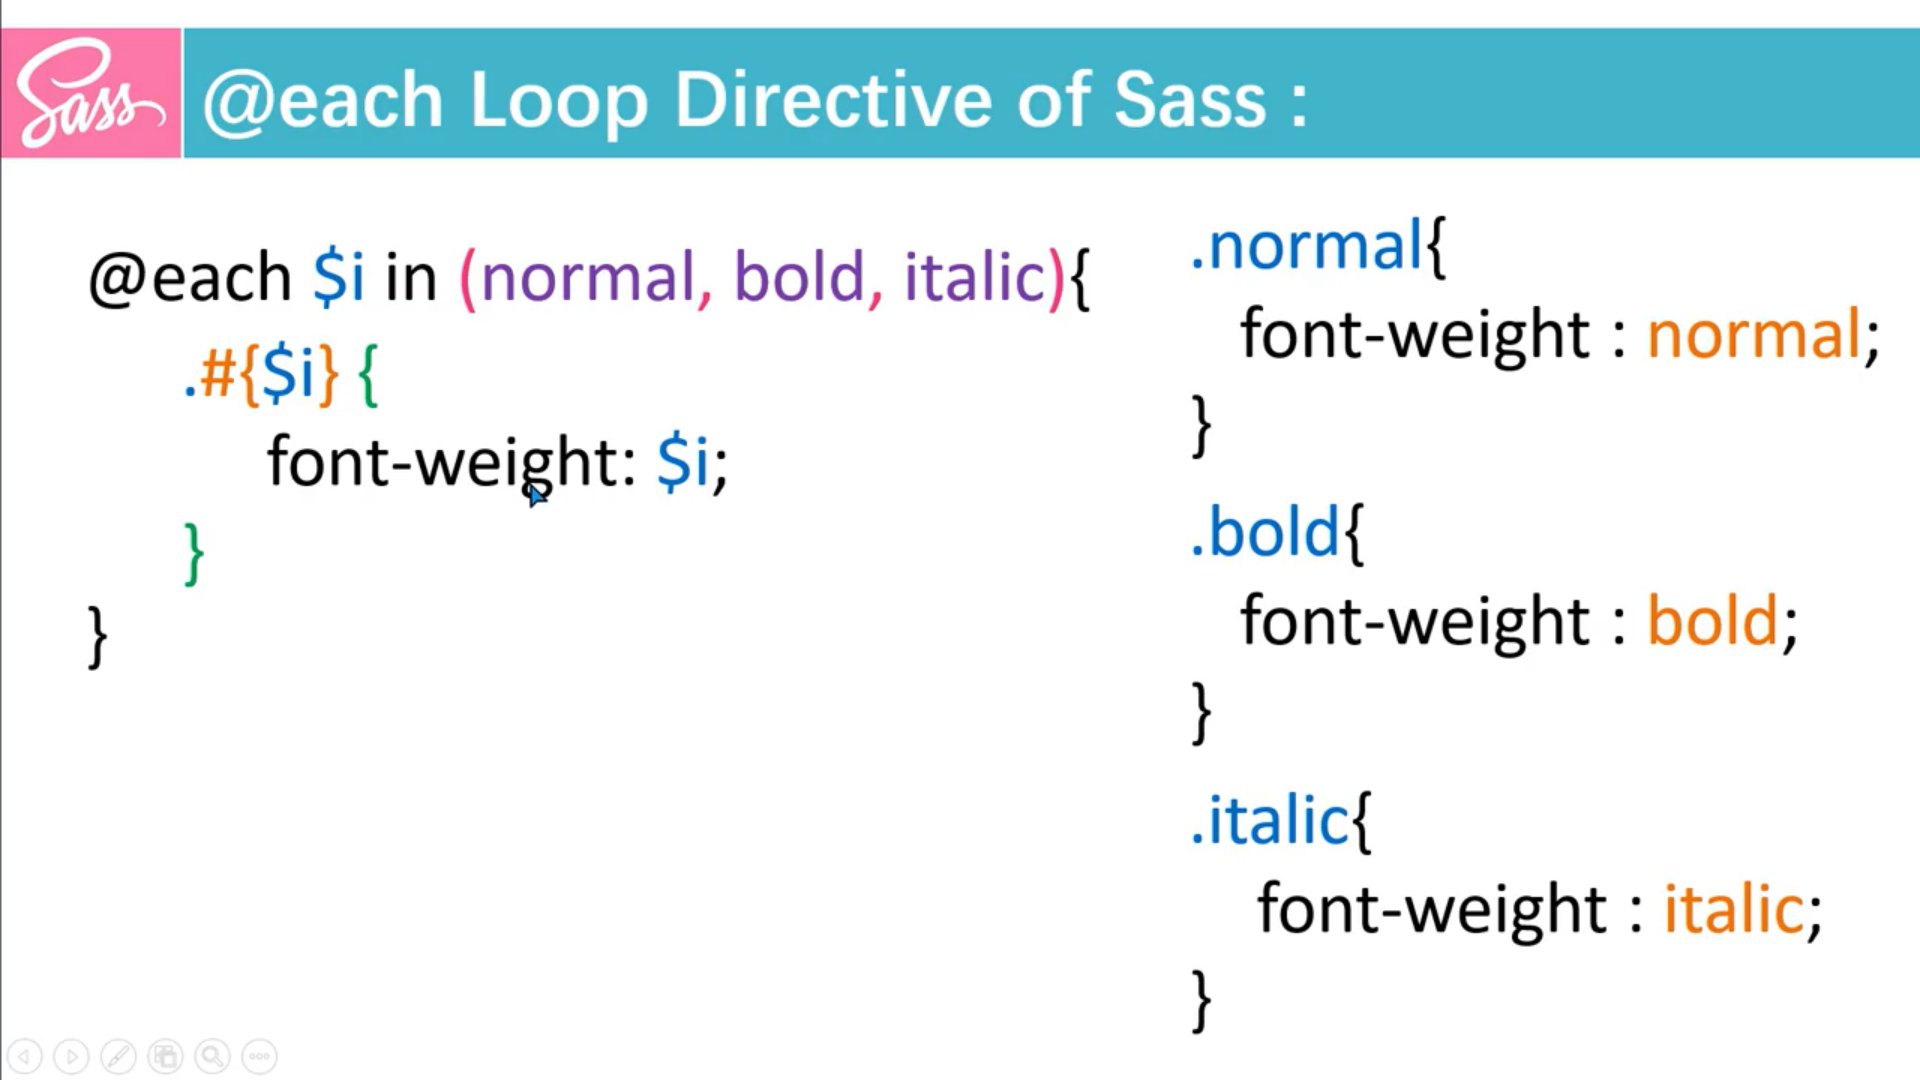 Sass
@each Loop Directive of Sass :
@each $i in (normal, bold, italic){
.#{$i} {
font-weight: $i;
}
}
.normal{
font-weight : normal;
}
.bold{
font-weight : bold;
}
.italic{
font-weight : italic;
}